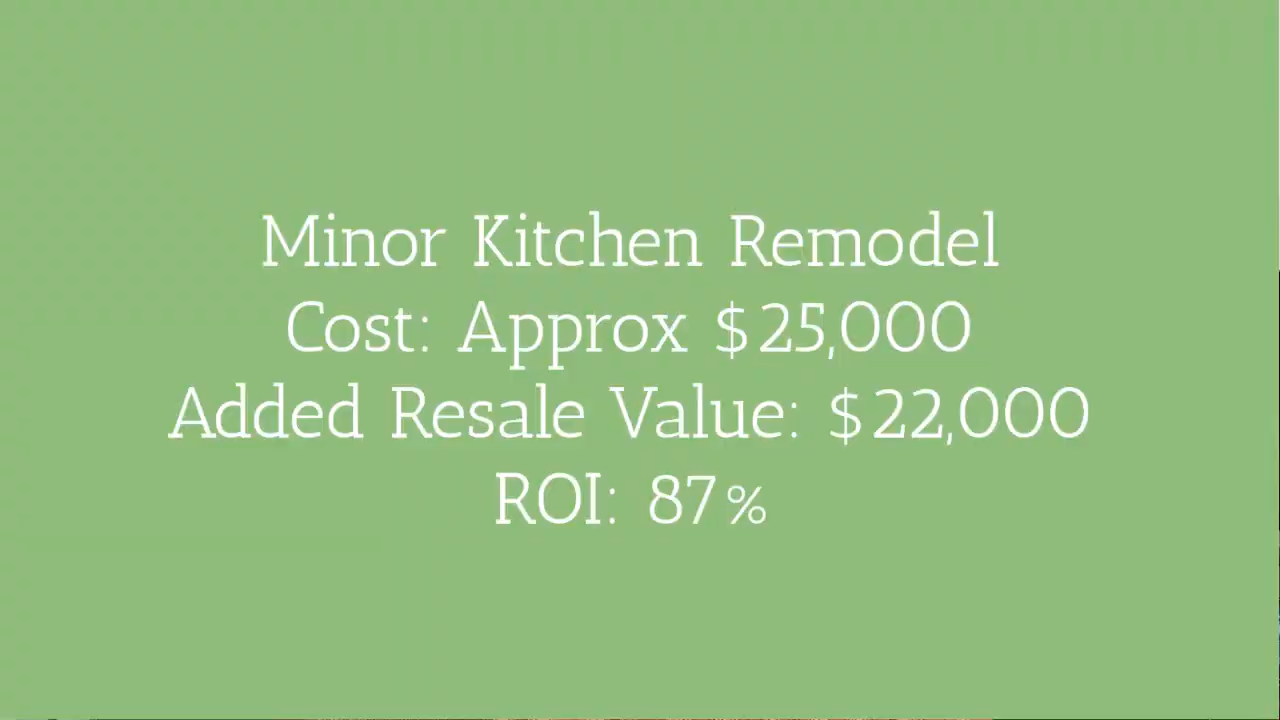 Minor Kitchen Remodel
Cost: Approx $25,000
Added Resale Value: $22,000
ROI: 87%